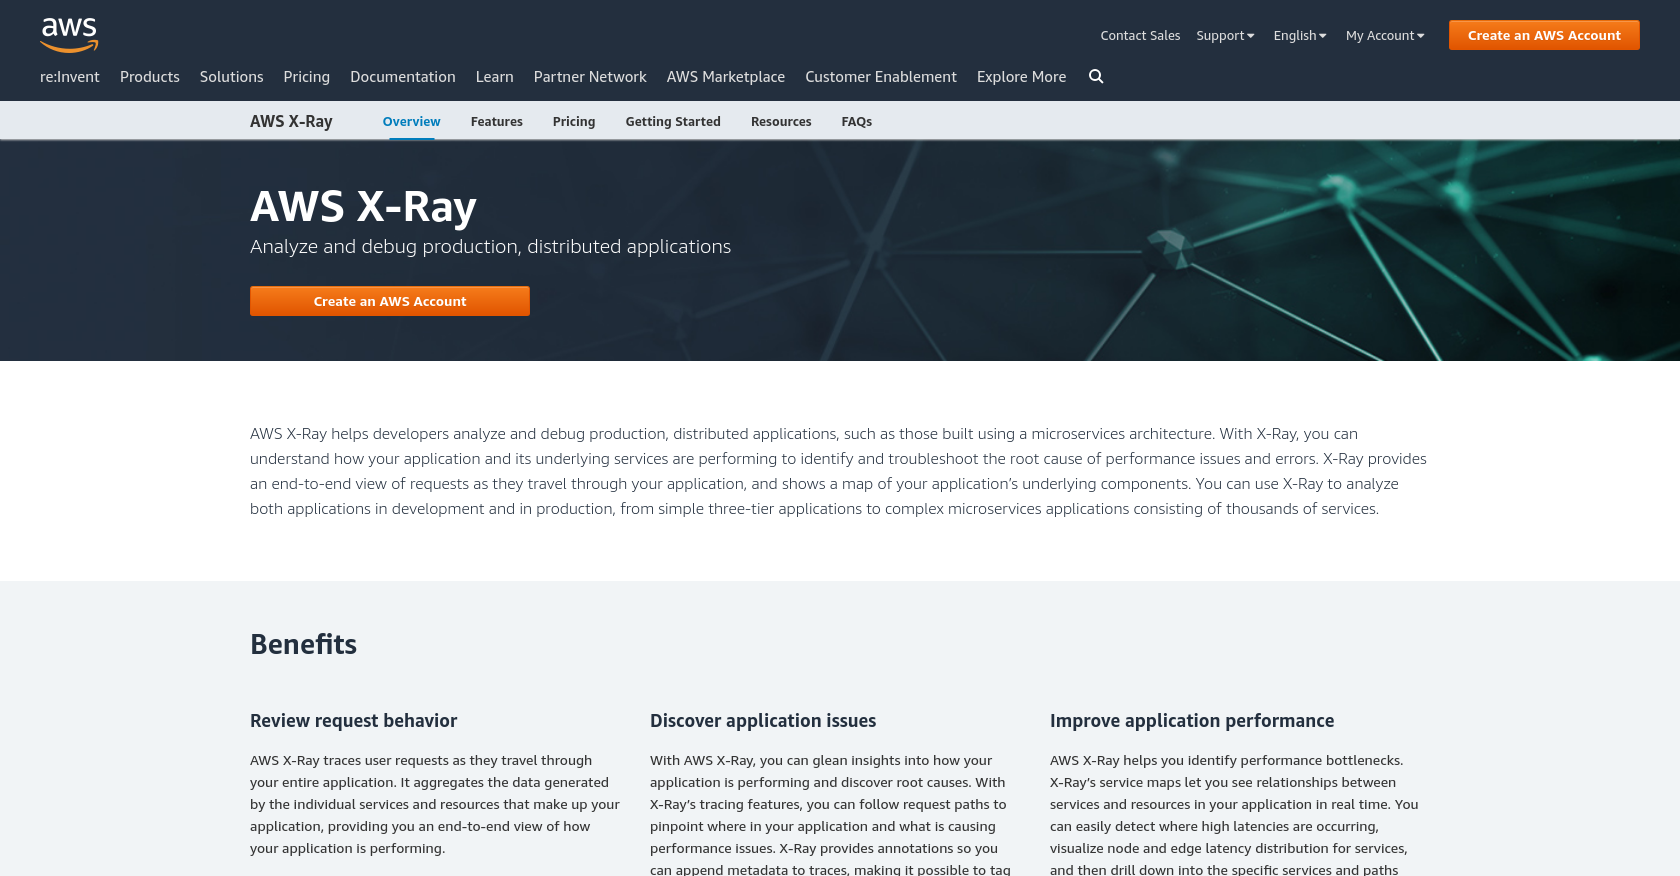 aws
Contact Sales Support English My Account Create an AWS Account
re:Invent Products Solutions Pricing Documentation Learn Partner Network AWS Marketplace Customer Enablement Explore More
AWS X-Ray Overview Features Pricing Getting Started Resources FAQs
AWS X-Ray
Analyze and debug production, distributed applications
Create an AWS Account
AWS X-Ray helps developers analyze and debug production, distributed applications, such as those built using a microservices architecture. With X-Ray, you can
understand how your application and its underlying services are performing to identify and troubleshoot the root cause of performance issues and errors. X-Ray provides
an end-to-end view of requests as they travel through your application, and shows a map of your application’s underlying components. You can use X-Ray to analyze
both applications in development and in production, from simple three-tier applications to complex microservices applications consisting of thousands of services.
Benefits
Review request behavior
AWS X-Ray traces user requests as they travel through
your entire application. It aggregates the data generated
by the individual services and resources that make up your
application, providing you an end-to-end view of how
your application is performing.
Discover application issues
With AWS X-Ray, you can glean insights into how your
application is performing and discover root causes. With
X-Ray’s tracing features, you can follow request paths to
pinpoint where in your application and what is causing
performance issues. X-Ray provides annotations so you
can append metadata to traces, making it possible to tag
Improve application performance
AWS X-Ray helps you identify performance bottlenecks.
X-Ray’s service maps let you see relationships between
services and resources in your application in real time. You
can easily detect where high latencies are occurring,
visualize node and edge latency distribution for services,
and then drill down into the specific services and paths